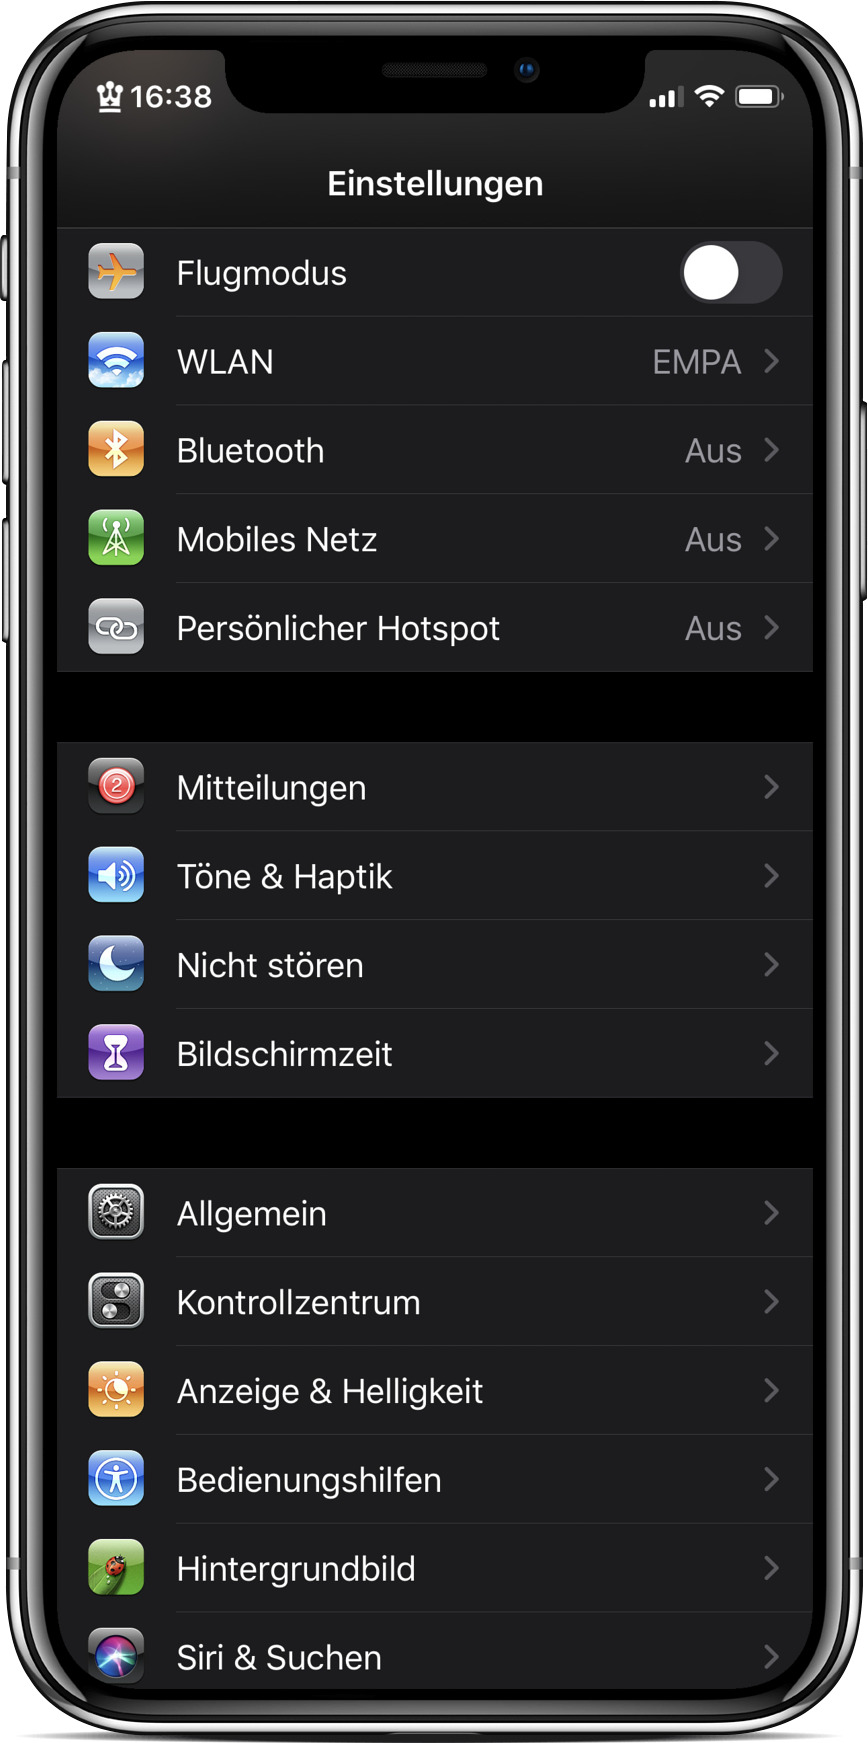 16:38
Einstellungen
Flugmodus
WLAN EMPA
Bluetooth Aus
Mobiles Netz Aus
Persönlicher Hotspot Aus
2
Mitteilungen
Töne & Haptik
Nicht stören
Bildschirmzeit
Allgemein
Kontrollzentrum
Anzeige & Helligkeit
Bedienungshilfen
Hintergrundbild
Siri & Suchen